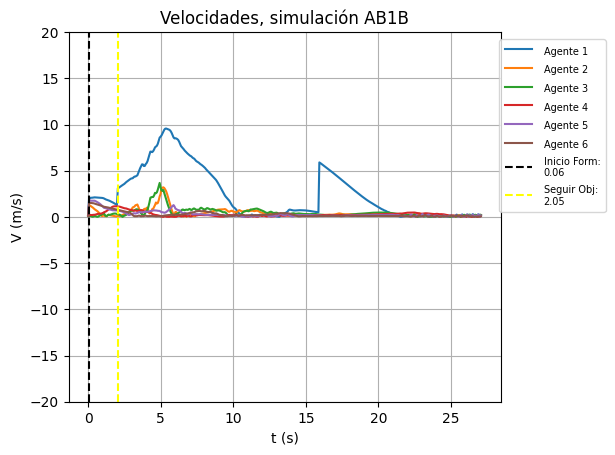 Velocidades, simulación AB1B
20
15
10
5
0
−5
−10
−15
−20
V (m/s)
0
5
10
15
20
25
t (s)
Agente 1
Agente 2
Agente 3
Agente 4
Agente 5
Agente 6
Inicio Form:
0.06
Seguir Obj:
2.05